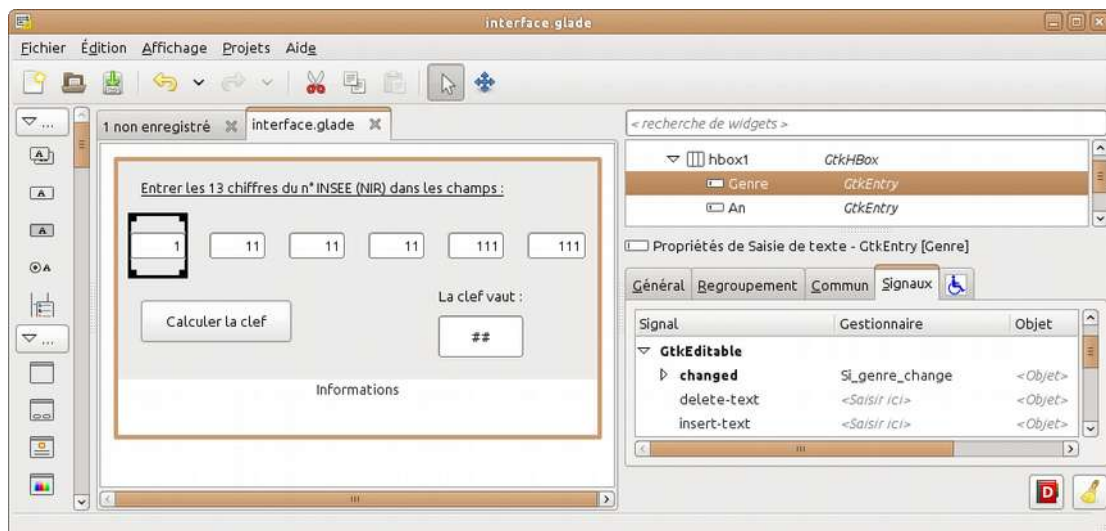 interface.glade
Fichier Édition Affichage Projets Aide
...
1 non enregistré
interface.glade
Entrer les 13 chiffres du n° INSEE (NIR) dans les champs :
1 11 11 11 111 111
Calculer la clef
La clef vaut :
##
Informations
...
< recherche de widgets >
hbox1 GtkHBox
Genre GtkEntry
An GtkEntry
Propriétés de Saisie de texte - GtkEntry [Genre]
Général Regroupement Commun Signaux
Signal Gestionnaire Objet
GtkEditable
changed Si_genre_change <Objet>
delete-text <Saisir ici> <Objet>
insert-text <Saisir ici> <Objet>